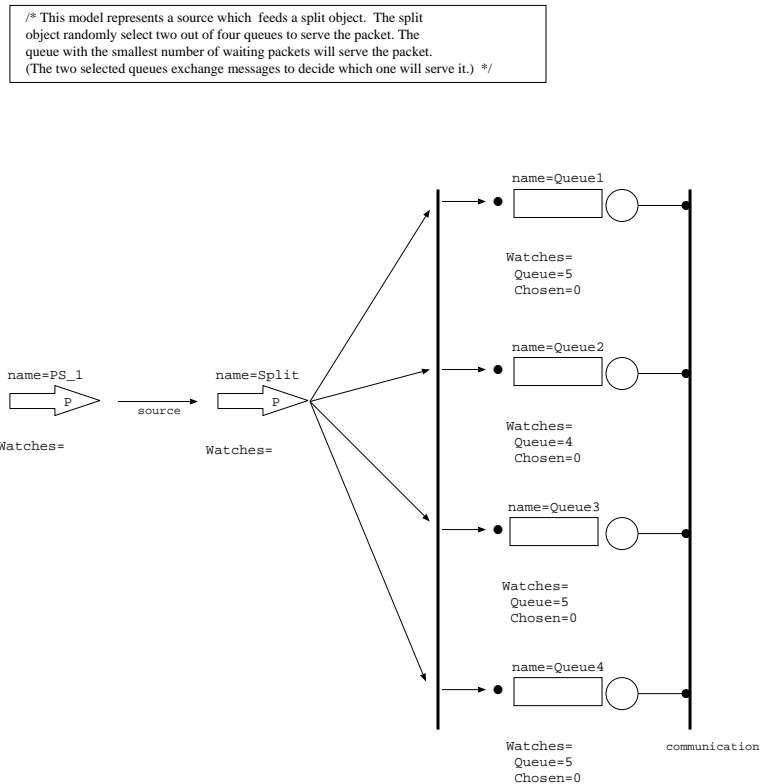 /* This model represents a source which feeds a split object. The split
object randomly select two out of four queues to serve the packet. The
queue with the smallest number of waiting packets will serve the packet.
(The two selected queues exchange messages to decide which one will serve it.) */
name=Queue1
Watches=
Queue=5
Chosen=0
name=Queue2
Watches=
Queue=4
Chosen=0
name=PS_1
P
source
Watches=
name=Split
P
Watches=
name=Queue3
Watches=
Queue=5
Chosen=0
name=Queue4
Watches=
Queue=5
Chosen=0
communication